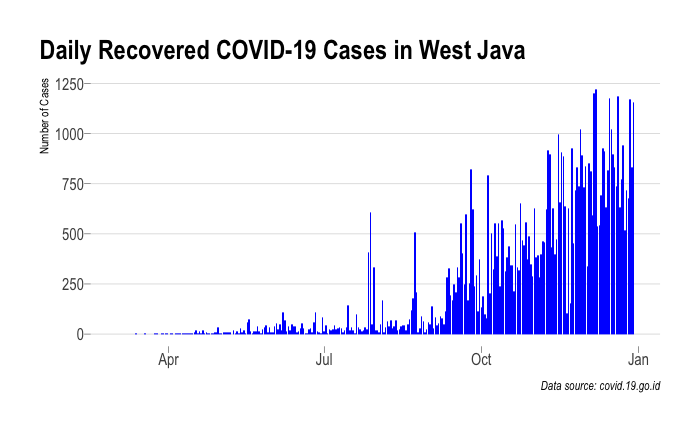 Daily Recovered COVID-19 Cases in West Java
Number of Cases
1250
1000
750
500
250
0
Apr
Jul
Oct
Jan
Data source: covid.19.go.id